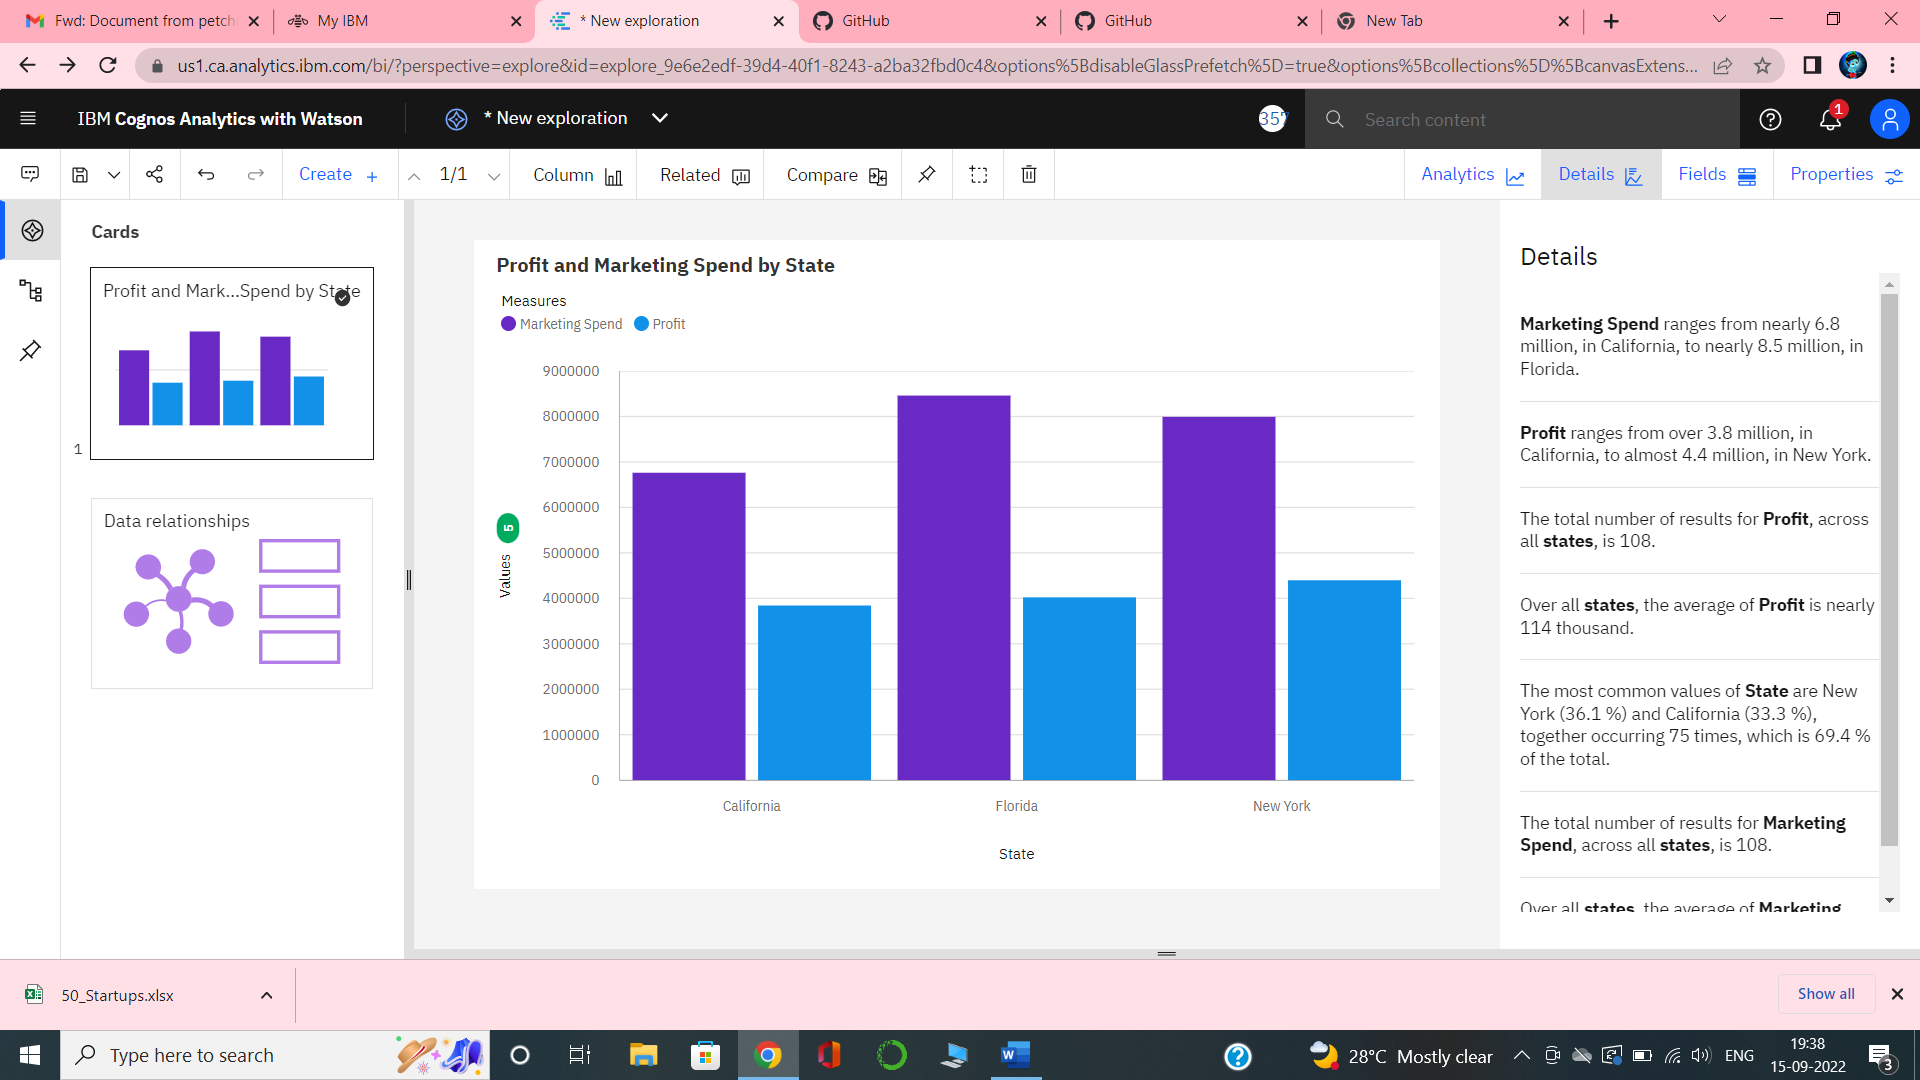 Fwd: Document from petch
My IBM
* New exploration
GitHub
GitHub
New Tab
us1.ca.analytics.ibm.com/bi/?perspective=explore&id=explore_9e6e2edf-39d4-40f1-8243-a2ba32fbd0c4&options%5BdisableGlassPrefetch%5D=true&options%5Bcollections%5D%5BcanvasExtens...
IBM Cognos Analytics with Watson
* New exploration
357
Search content
1
Create +
1/1
Column
Related
Compare
Analytics
Details
Fields
Properties
Cards
Profit and Mark...Spend by State
1
Data relationships
Profit and Marketing Spend by State
Measures
Marketing Spend
Profit
9000000
8000000
7000000
6000000
5000000
4000000
3000000
2000000
1000000
0
Values
5
California
Florida
New York
State
Details
Marketing Spend ranges from nearly 6.8
million, in California, to nearly 8.5 million, in
Florida.
Profit ranges from over 3.8 million, in
California, to almost 4.4 million, in New York.
The total number of results for Profit, across
all states, is 108.
Over all states, the average of Profit is nearly
114 thousand.
The most common values of State are New
York (36.1 %) and California (33.3 %),
together occurring 75 times, which is 69.4 %
of the total.
The total number of results for Marketing
Spend, across all states, is 108.
Over all states, the average of Marketing
50_Startups.xlsx
Show all
Type here to search
28°C Mostly clear
ENG
19:38
15-09-2022
3